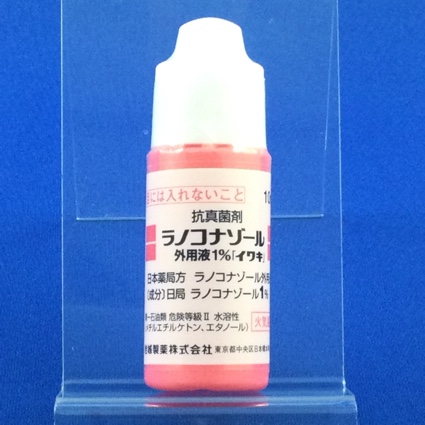 には入れないこと
10
抗真菌剤
ラノコナゾール
外用液1%「イワキ」
日本薬局方 ラノコナゾール外用
(成分)日局 ラノコナゾール1%
一石油類 危険等級Ⅱ 水溶性
チルエチルケトン、エタノール)
火気
城製薬株式会社 東京都中央区日本橋